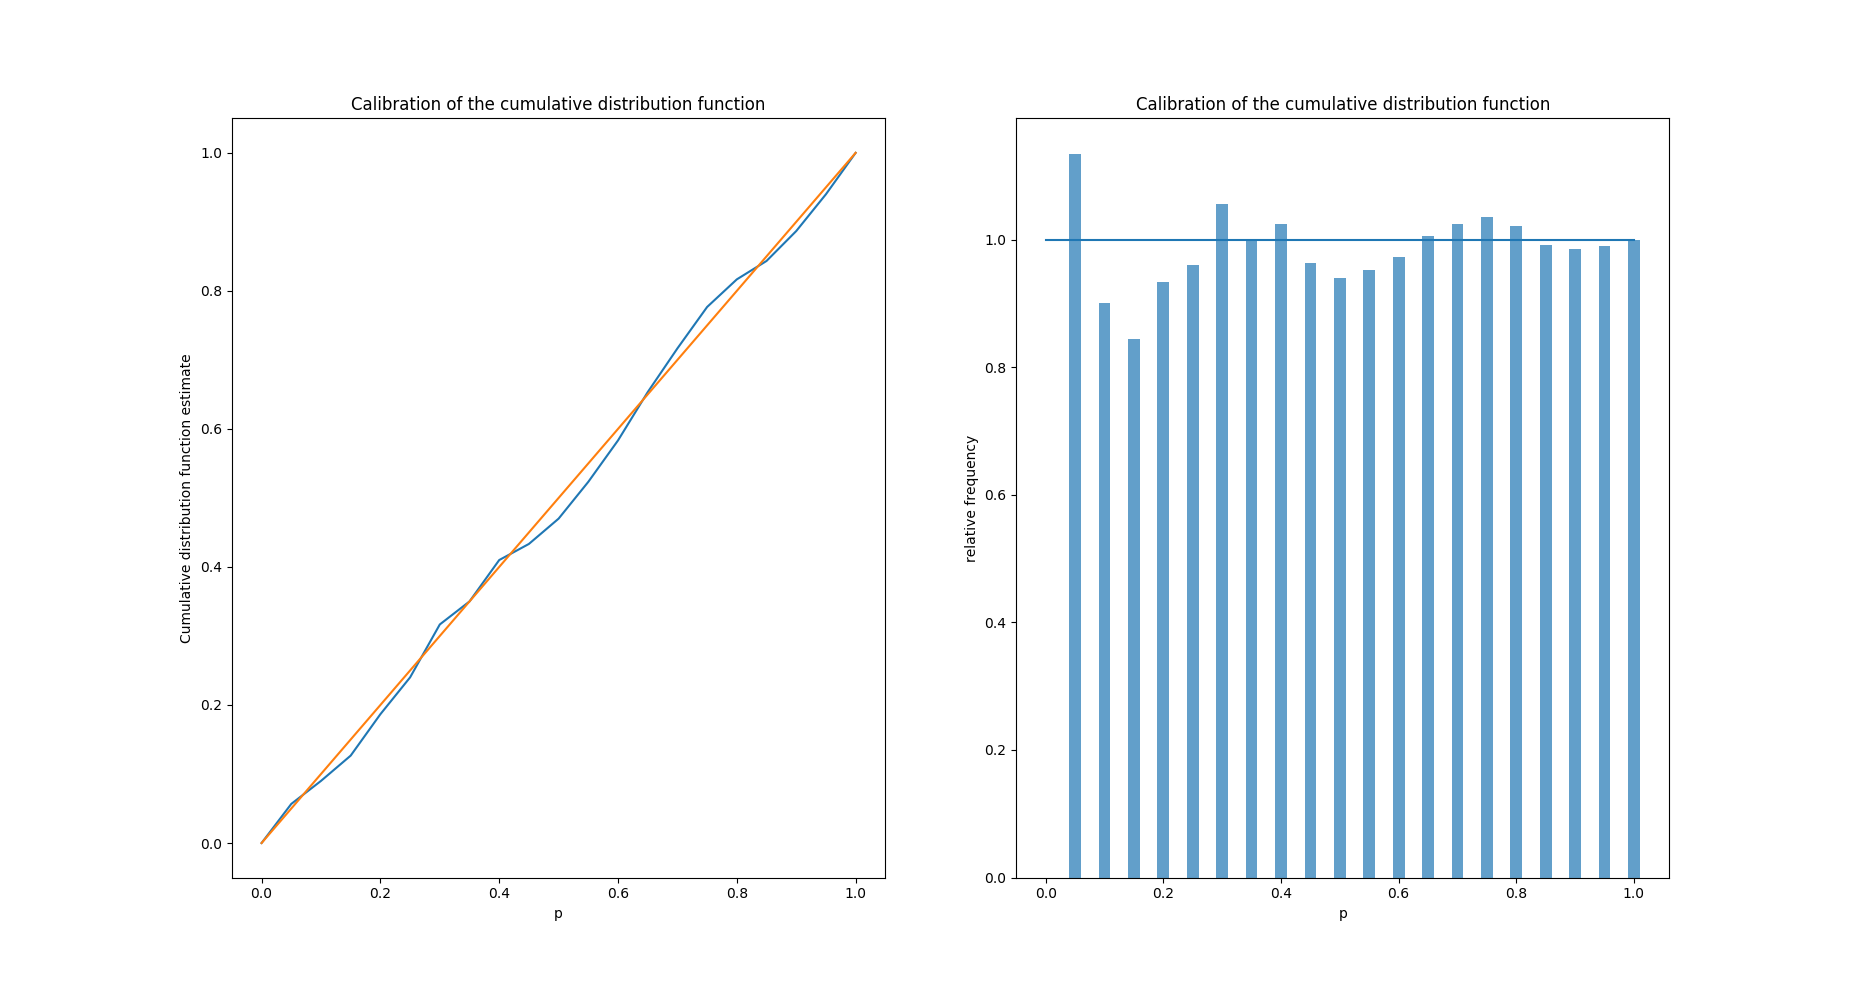 Calibration of the cumulative distribution function
Cumulative distribution function estimate
1.0
0.8
0.6
0.4
0.2
0.0
0.0 0.2 0.4 0.6 0.8 1.0
p
Calibration of the cumulative distribution function
relative frequency
1.0
0.8
0.6
0.4
0.2
0.0
0.0 0.2 0.4 0.6 0.8 1.0
p